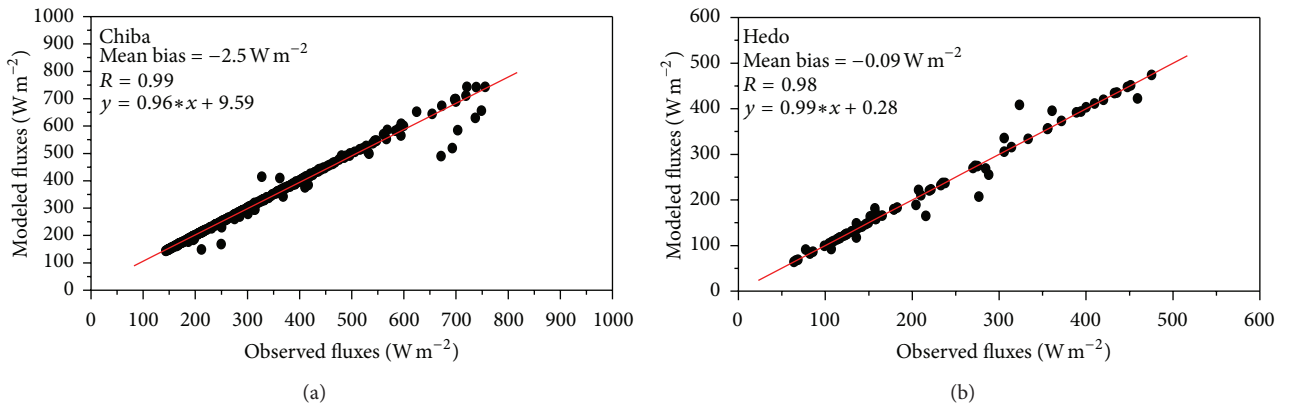 Chiba
Mean bias = −2.5 W m−2
R = 0.99
y = 0.96∗x + 9.59
Modeled fluxes (W m−2)
1000
900
800
700
600
500
400
300
200
100
0
0 100 200 300 400 500 600 700 800 900 1000
Observed fluxes (W m−2)
(a)
Hedo
Mean bias = −0.09 W m−2
R = 0.98
y = 0.99∗x + 0.28
Modeled fluxes (W m−2)
600
500
400
300
200
100
0
0 100 200 300 400 500 600
Observed fluxes (W m−2)
(b)